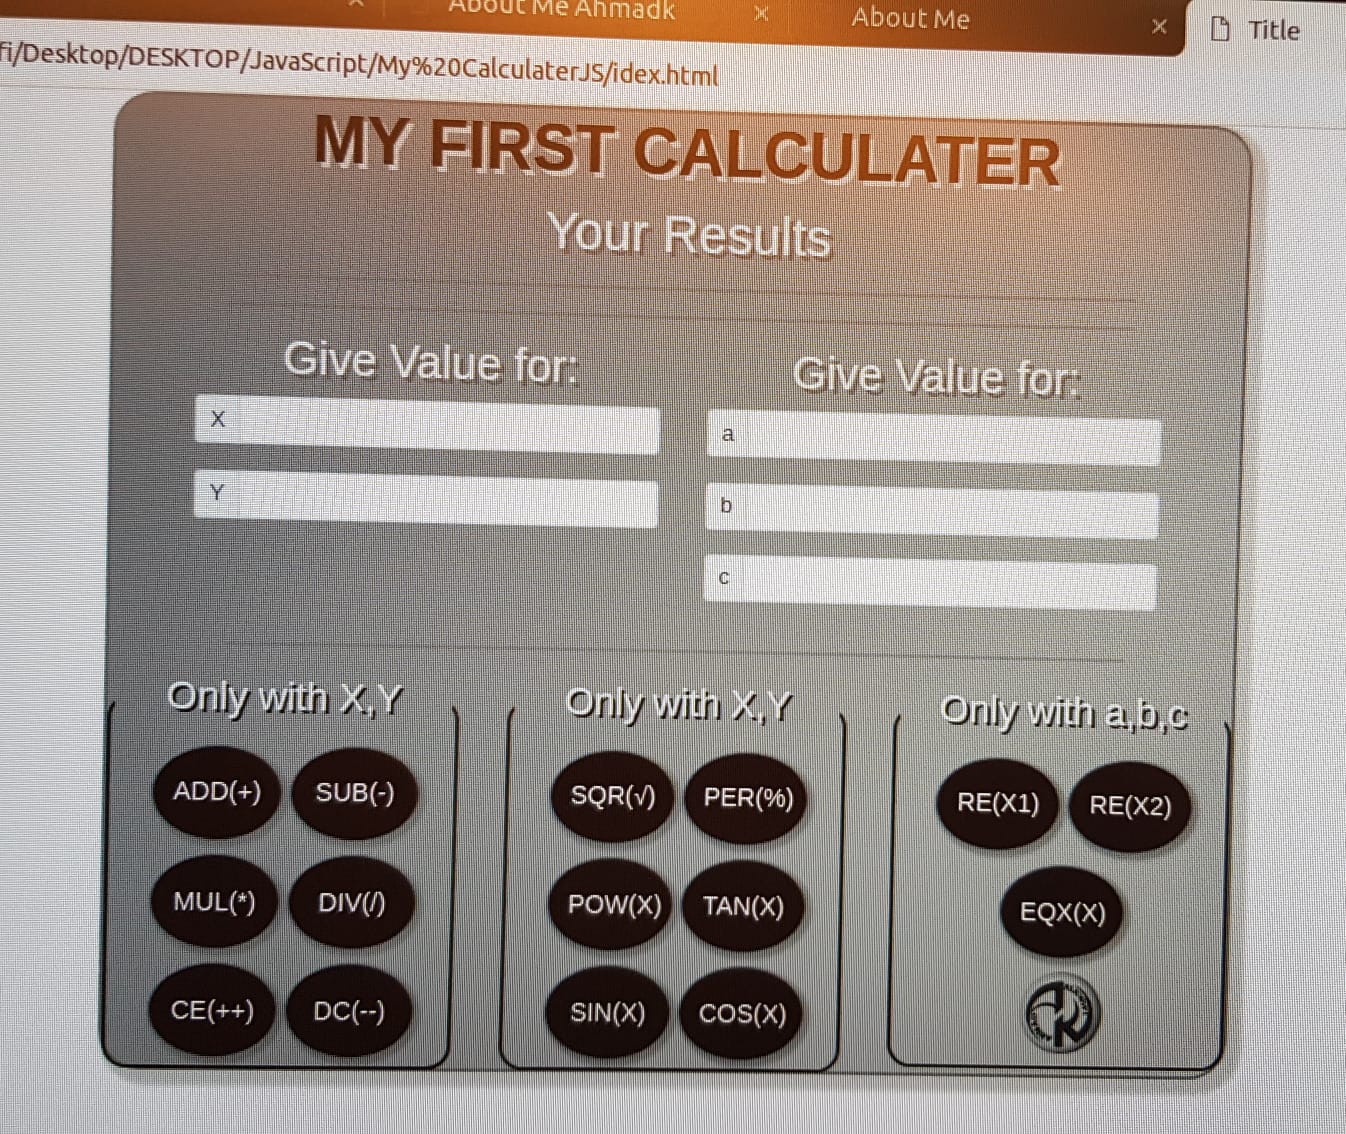 About Me Ahmadk
About Me
Title
fi/Desktop/DESKTOP/JavaScript/My%20CalculaterJS/idex.html
MY FIRST CALCULATER
Your Results
Give Value for:
Give Value for:
X
a
Y
b
c
Only with X,Y
Only with X,Y
Only with a,b,c
ADD(+) SUB(-)
SQR(√) PER(%)
RE(X1) RE(X2)
MUL(*) DIV(/)
POW(X) TAN(X)
EQX(X)
CE(++) DC(--)
SIN(X) COS(X)